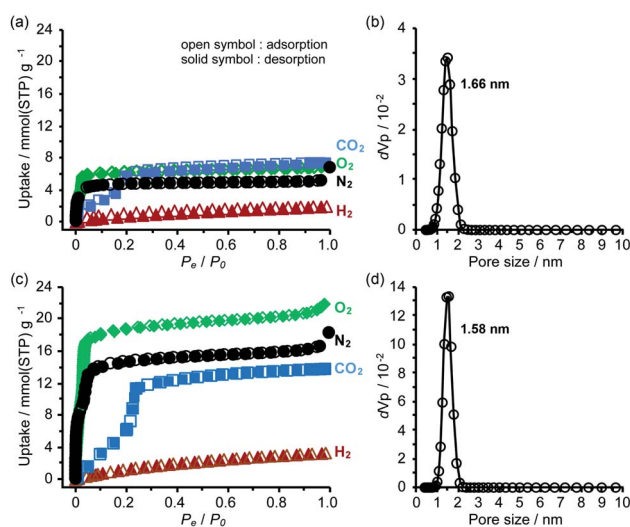 (a)
open symbol : adsorption
solid symbol : desorption
Uptake / mmol(STP) g⁻¹
24
20
16
12
8
4
0
CO₂
O₂
N₂
H₂
0 0.2 0.4 0.6 0.8 1.0
Pₑ / P₀
(b)
dVp / 10⁻²
4
3
2
1
0
1.66 nm
0 1 2 3 4 5 6 7 8 9 10
Pore size / nm
(c)
Uptake / mmol(STP) g⁻¹
24
20
16
12
8
4
0
O₂
N₂
CO₂
H₂
0 0.2 0.4 0.6 0.8 1.0
Pₑ / P₀
(d)
dVp / 10⁻²
14
12
10
8
6
4
2
0
1.58 nm
0 1 2 3 4 5 6 7 8 9 10
Pore size / nm